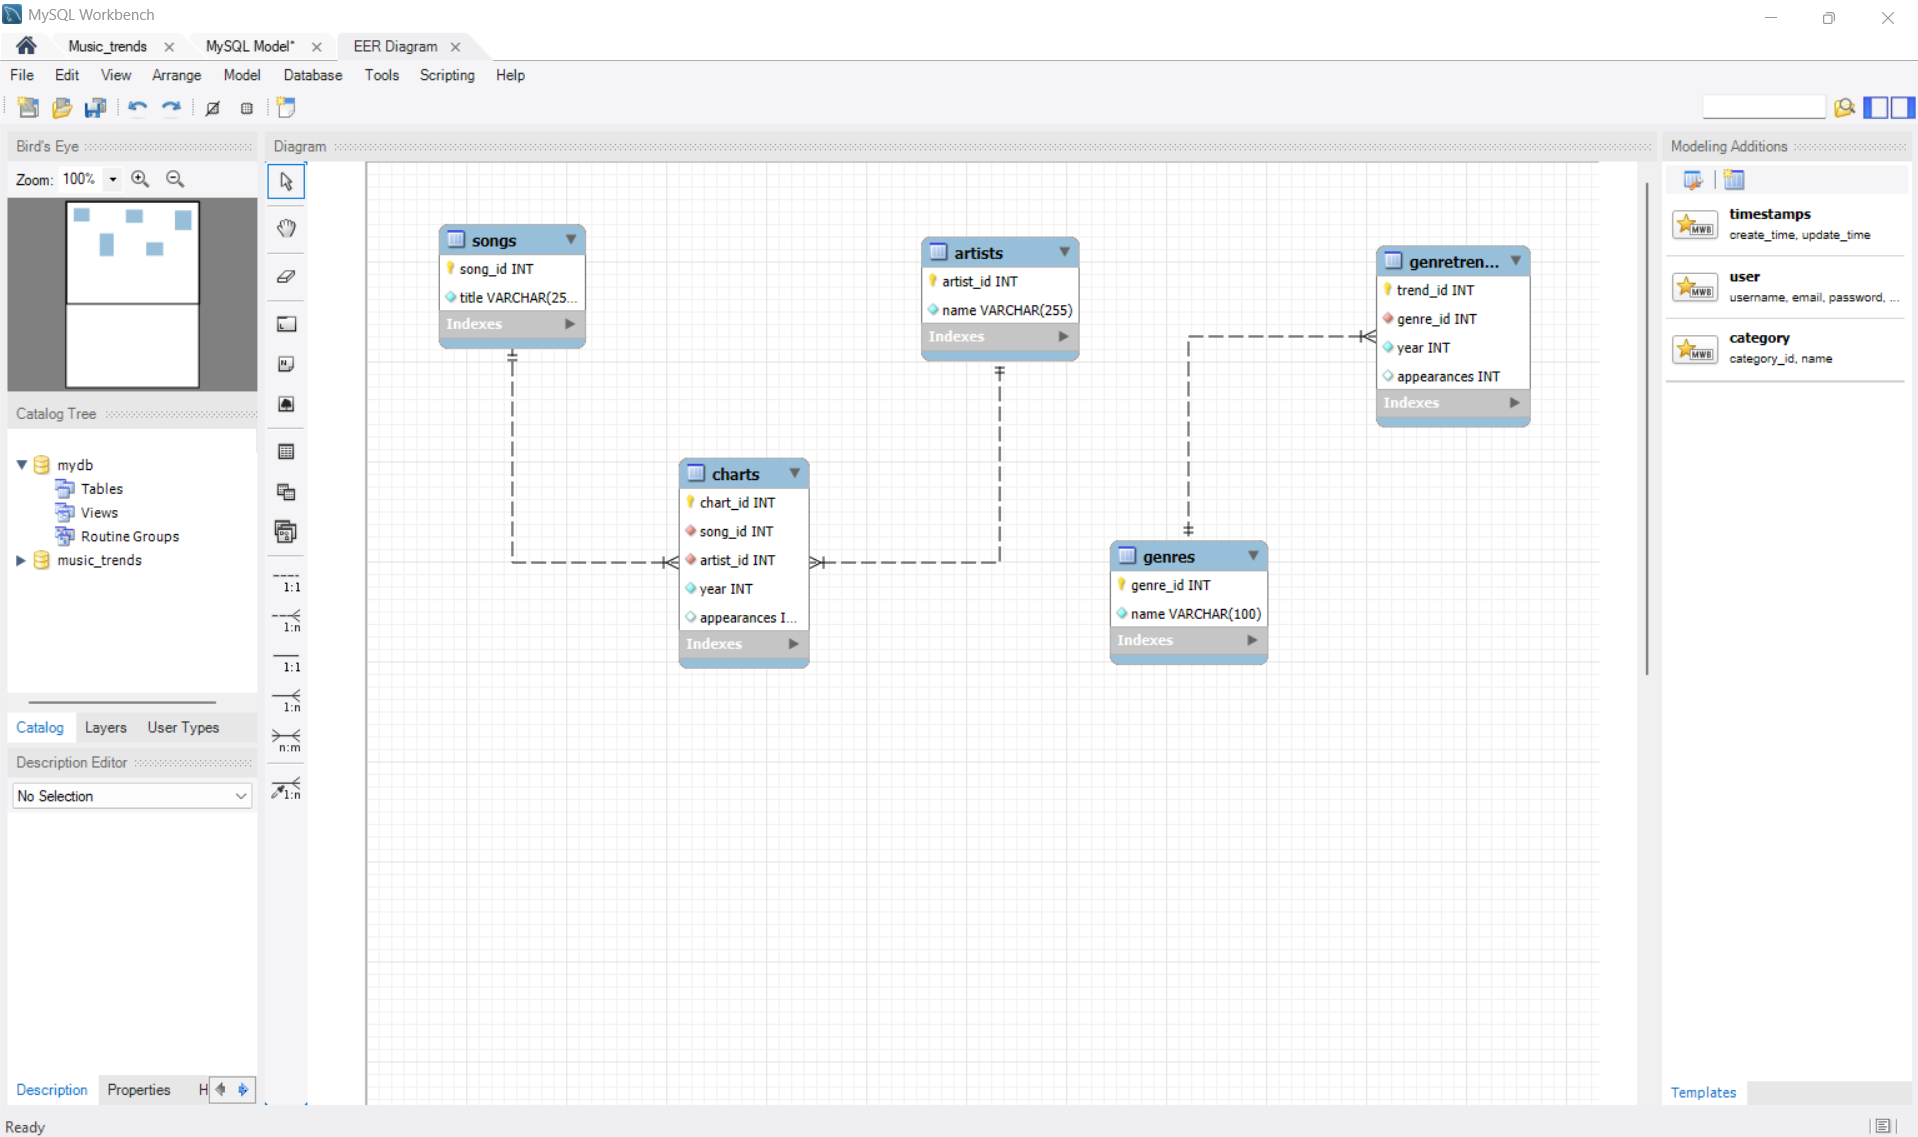 MySQL Workbench
Music_trends
MySQL Model*
EER Diagram
File Edit View Arrange Model Database Tools Scripting Help
Bird's Eye
Zoom: 100%
Catalog Tree
mydb
Tables
Views
Routine Groups
music_trends
Catalog Layers User Types
Description Editor
No Selection
Description Properties H
Ready
Diagram
1:1
1:n
1:1
1:n
n:m
1:n
songs
song_id INT
title VARCHAR(25...
Indexes
artists
artist_id INT
name VARCHAR(255)
Indexes
genretren...
trend_id INT
genre_id INT
year INT
appearances INT
Indexes
charts
chart_id INT
song_id INT
artist_id INT
year INT
appearances I...
Indexes
genres
genre_id INT
name VARCHAR(100)
Indexes
Modeling Additions
MWB
timestamps
create_time, update_time
MWB
user
username, email, password, ...
MWB
category
category_id, name
Templates